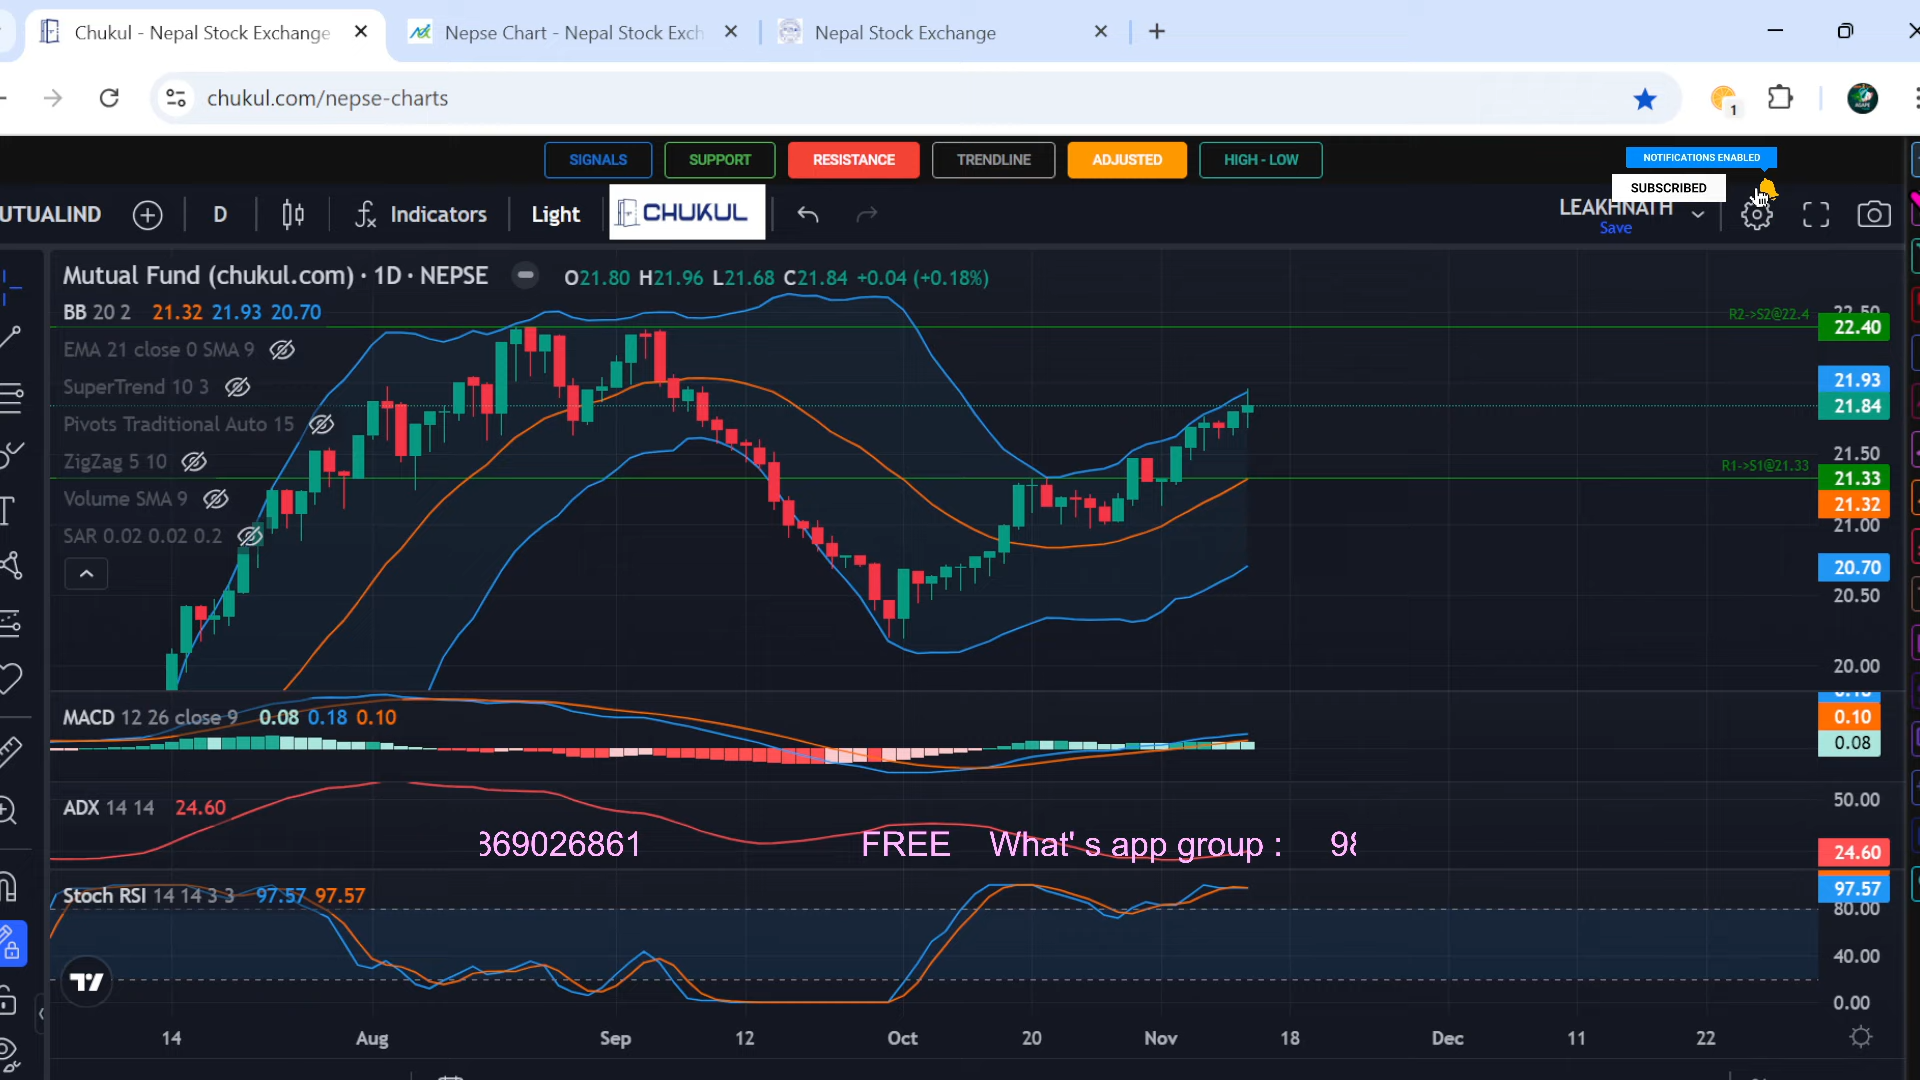 Chukul - Nepal Stock Exchange
Nepse Chart - Nepal Stock Exch
Nepal Stock Exchange
chukul.com/nepse-charts
1
SIGNALS
SUPPORT
RESISTANCE
TRENDLINE
ADJUSTED
HIGH - LOW
NOTIFICATIONS ENABLED
SUBSCRIBED
UTUALIND
D
Indicators
Light
CHUKUL
LEAKHNATH
Save
Mutual Fund (chukul.com) · 1D · NEPSE
O21.80 H21.96 L21.68 C21.84 +0.04 (+0.18%)
BB 20 2 21.32 21.93 20.70
EMA 21 close 0 SMA 9
SuperTrend 10 3
Pivots Traditional Auto 15
ZigZag 5 10
Volume SMA 9
SAR 0.02 0.02 0.2
R2->S2@22.4
22.50
22.40
21.93
21.84
21.50
R1->S1@21.33
21.33
21.32
21.00
20.70
20.50
20.00
MACD 12 26 close 9 0.08 0.18 0.10
0.18
0.10
0.08
ADX 14 14 24.60
50.00
24.60
869026861 FREE What's app group : 98
Stoch RSI 14 14 3 3 97.57 97.57
97.57
80.00
40.00
0.00
14 Aug Sep 12 Oct 20 Nov 18 Dec 11 22